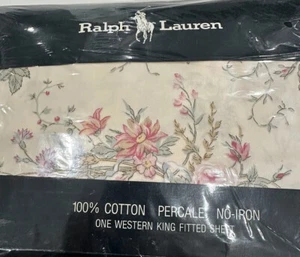 Ralph Lauren
100% COTTON PERCALE NO-IRON
ONE WESTERN KING FITTED SHEET